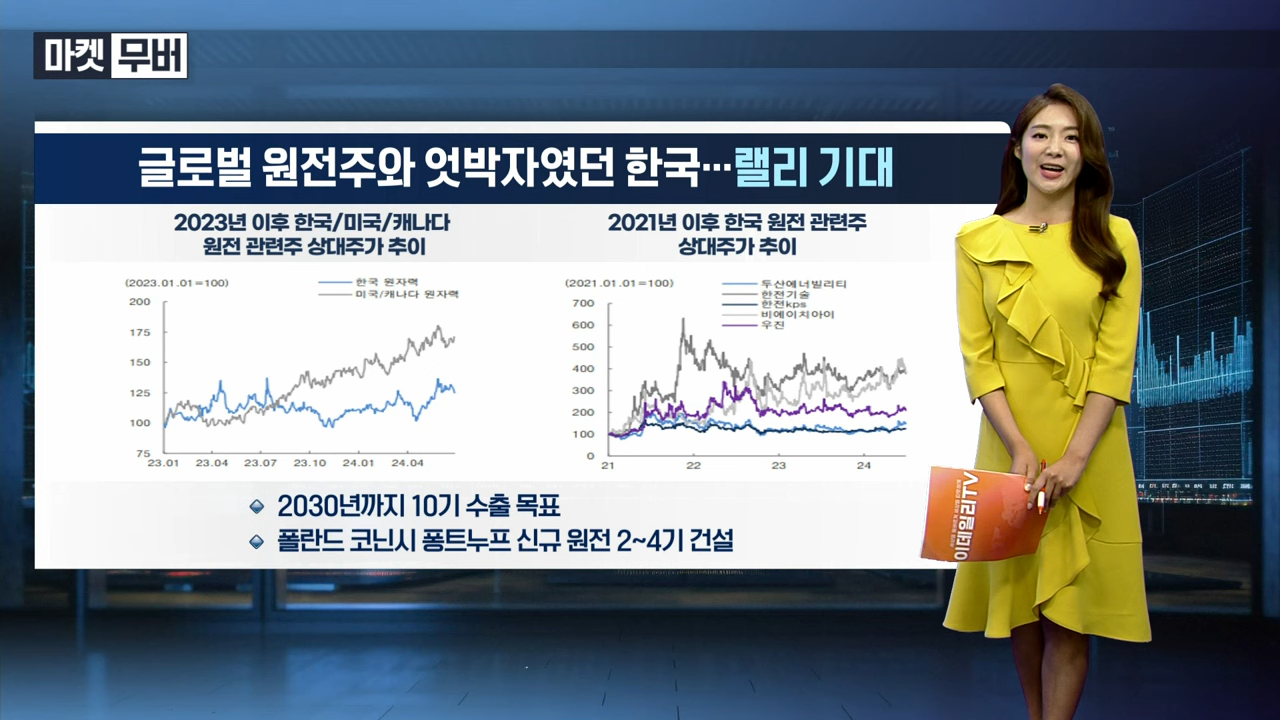 마켓 무버
글로벌 원전주와 엇박자였던 한국…랠리 기대
2023년 이후 한국/미국/캐나다
원전 관련주 상대주가 추이
(2023.01.01=100)
한국 원자력
미국/캐나다 원자력
200
175
150
125
100
75
23.01 23.04 23.07 23.10 24.01 24.04
2021년 이후 한국 원전 관련주
상대주가 추이
(2021.01.01=100)
두산에너빌리티
한전기술
한전kps
비에이치아이
우진
700
600
500
400
300
200
100
0
21 22 23 24
2030년까지 10기 수출 목표
폴란드 코닌시 퐁트누프 신규 원전 2~4기 건설
이데일리TV